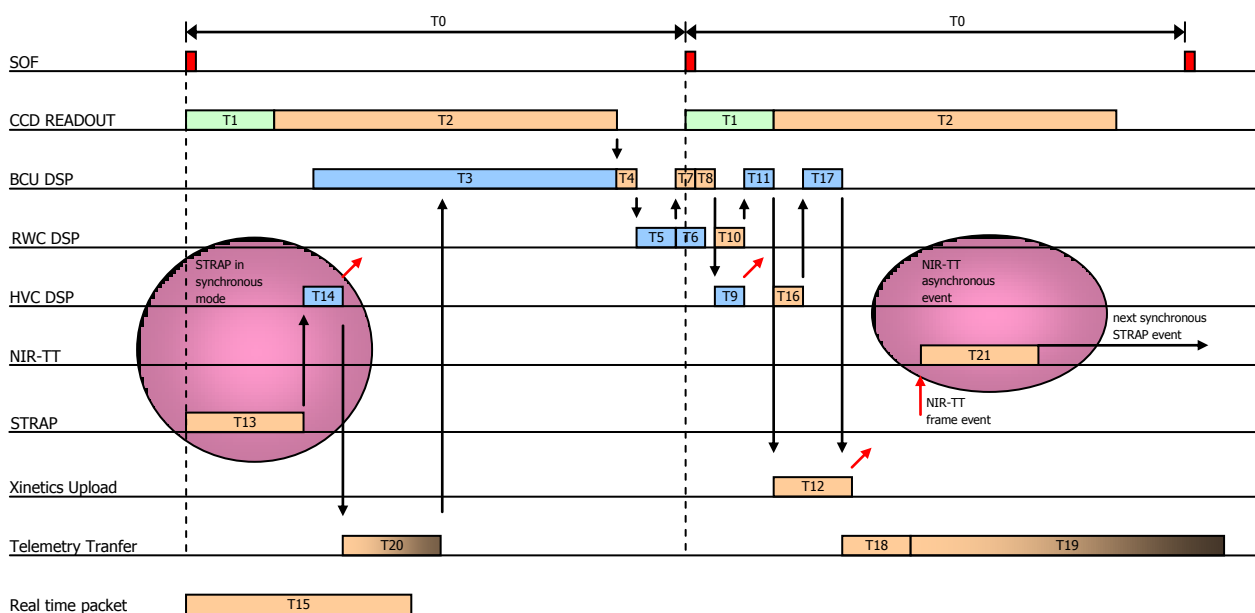 T0
T0
SOF
CCD READOUT
T1
T2
T1
T2
BCU DSP
T3
T4
T7
T8
T11
T17
RWC DSP
T5
T6
T10
STRAP in
synchronous
mode
NIR-TT
asynchronous
event
HVC DSP
T14
T9
T16
next synchronous
STRAP event
NIR-TT
T21
NIR-TT
frame event
STRAP
T13
Xinetics Upload
T12
Telemetry Tranfer
T20
T18
T19
Real time packet
T15